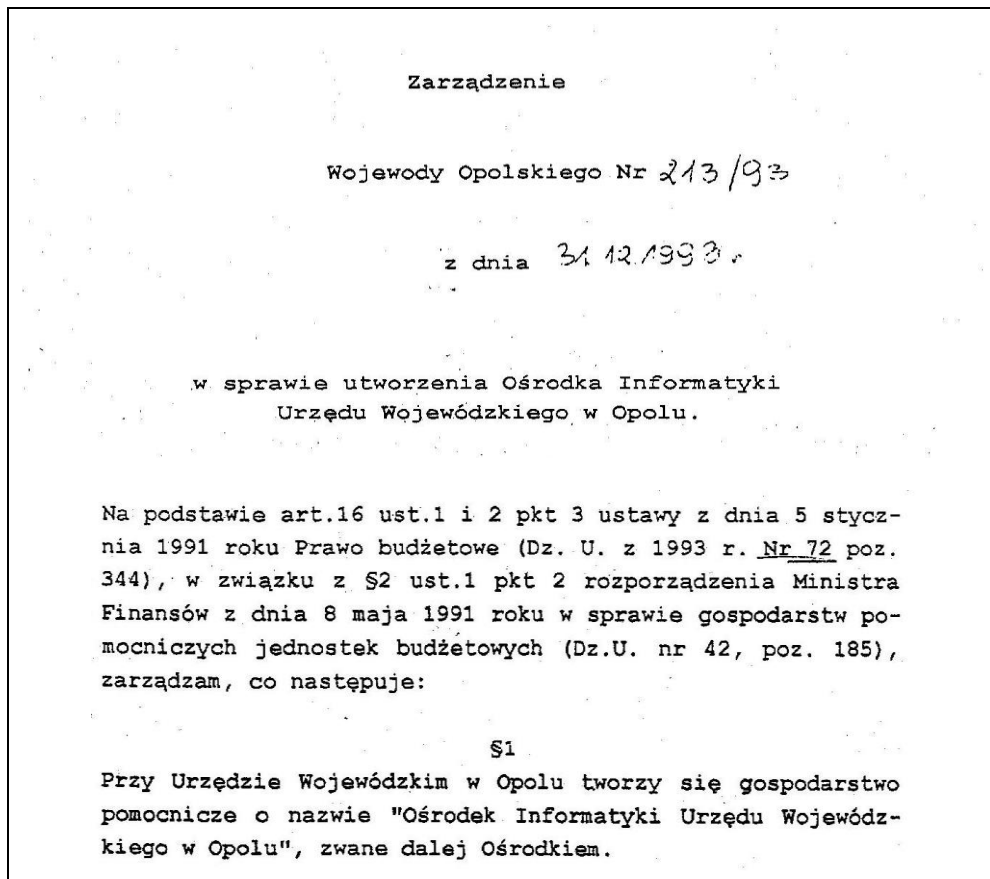 Zarządzenie
Wojewody Opolskiego Nr 213/93
z dnia 31.12.1993 r.
w sprawie utworzenia Ośrodka Informatyki
Urzędu Wojewódzkiego w Opolu.
Na podstawie art.16 ust.1 i 2 pkt 3 ustawy z dnia 5 stycz-
nia 1991 roku Prawo budżetowe (Dz. U. z 1993 r. Nr 72 poz.
344), w związku z §2 ust.1 pkt 2 rozporządzenia Ministra
Finansów z dnia 8 maja 1991 roku w sprawie gospodarstw po-
mocniczych jednostek budżetowych (Dz.U. nr 42, poz. 185),
zarządzam, co następuje:
§1
Przy Urzędzie Wojewódzkim w Opolu tworzy się gospodarstwo
pomocnicze o nazwie "Ośrodek Informatyki Urzędu Wojewódz-
kiego w Opolu", zwane dalej Ośrodkiem.